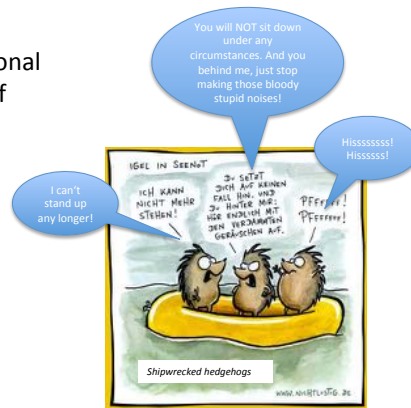 onal
f
You will NOT sit down
under any
circumstances. And you
behind me, just stop
making those bloody
stupid noises!
Hisssssss!
Hissssss!
I can't
stand up
any longer!
IGEL IN SEENOT
ICH KANN
NICHT MEHR
STEHEN!
DU SETZT
DICH AUF KEINEN
FALL HIN. UND
DU HINTER MIR:
HÖR ENDLICH MIT
DEN VERDAMMTEN
GERÄUSCHEN AUF.
Shipwrecked hedgehogs
WWW.NICHTLUSTIG.DE